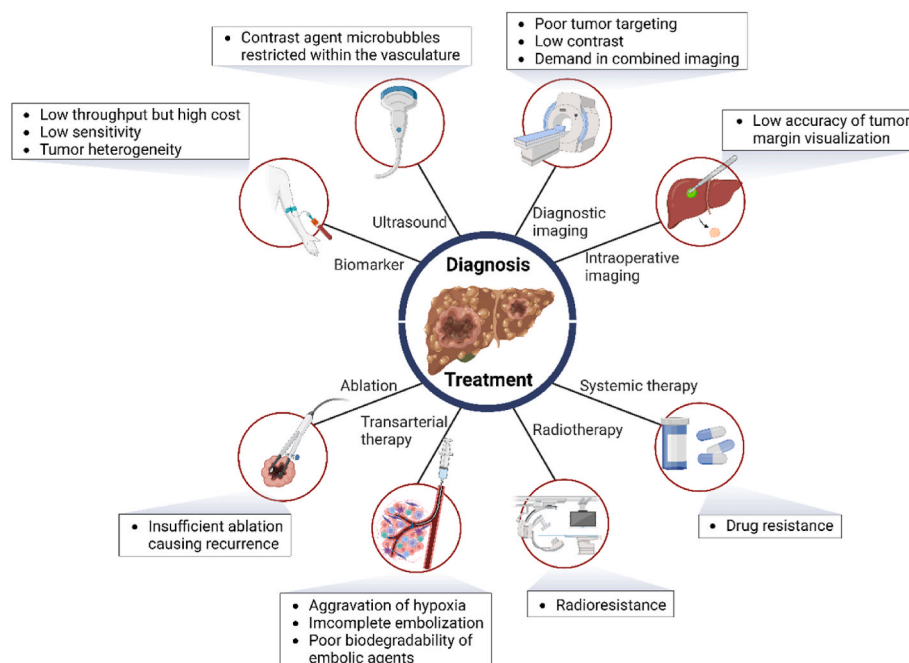 • Contrast agent microbubbles
restricted within the vasculature
• Poor tumor targeting
• Low contrast
• Demand in combined imaging
• Low throughput but high cost
• Low sensitivity
• Tumor heterogeneity
• Low accuracy of tumor
margin visualization
Ultrasound
Diagnostic
imaging
Biomarker
Intraoperative
imaging
Diagnosis
Treatment
Ablation
Transarterial
therapy
Systemic therapy
Radiotherapy
• Insufficient ablation
causing recurrence
• Drug resistance
• Aggravation of hypoxia
• Imcomplete embolization
• Poor biodegradability of
embolic agents
• Radioresistance